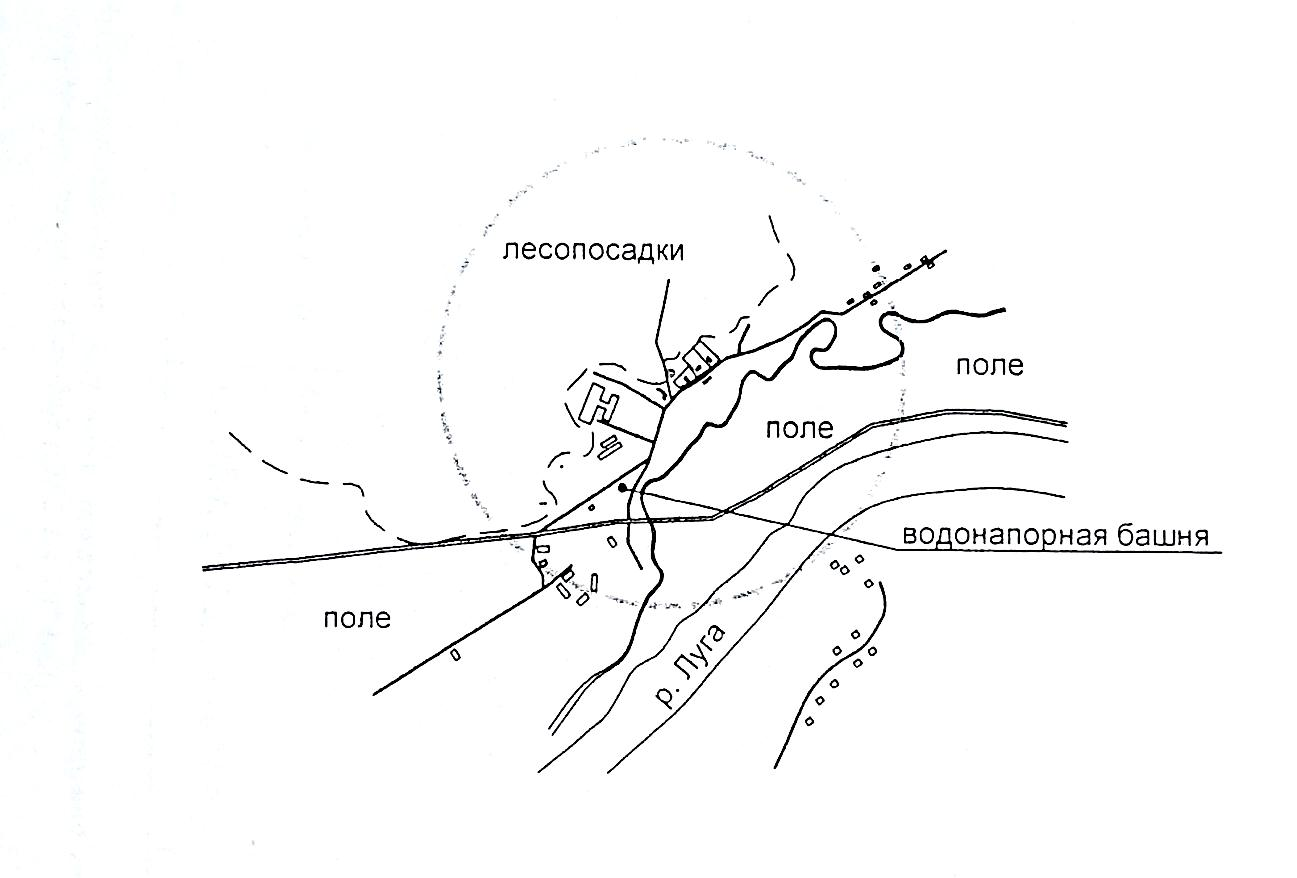 лесопосадки
поле
поле
водонапорная башня
поле
р. Луга